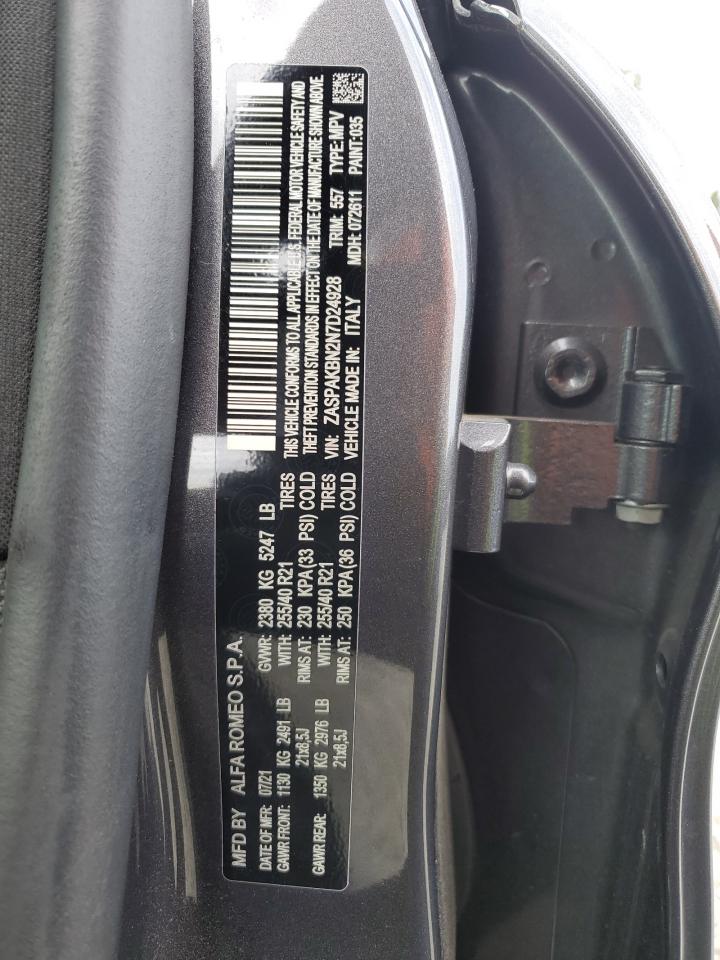 MFD BY ALFA ROMEO S.P.A.
DATE OF MFR: 07/21 GVWR: 2380 KG 5247 LB
GAWR FRONT: 1130 KG 2491 LB WITH: 255/40 R21 TIRES
21x8,5J RIMS AT: 230 KPA(33 PSI) COLD
GAWR REAR: 1350 KG 2976 LB WITH: 255/40 R21 TIRES
21x8,5J RIMS AT: 250 KPA(36 PSI) COLD
THIS VEHICLE CONFORMS TO ALL APPLICABLE U.S. FEDERAL MOTOR VEHICLE SAFETY AND
THEFT PREVENTION STANDARDS IN EFFECT ON THE DATE OF MANUFACTURE SHOWN ABOVE.
VIN: ZASPAKBN2N7D24928 TRIM: 557 TYPE:MPV
VEHICLE MADE IN: ITALY MDH: 072611 PAINT:035